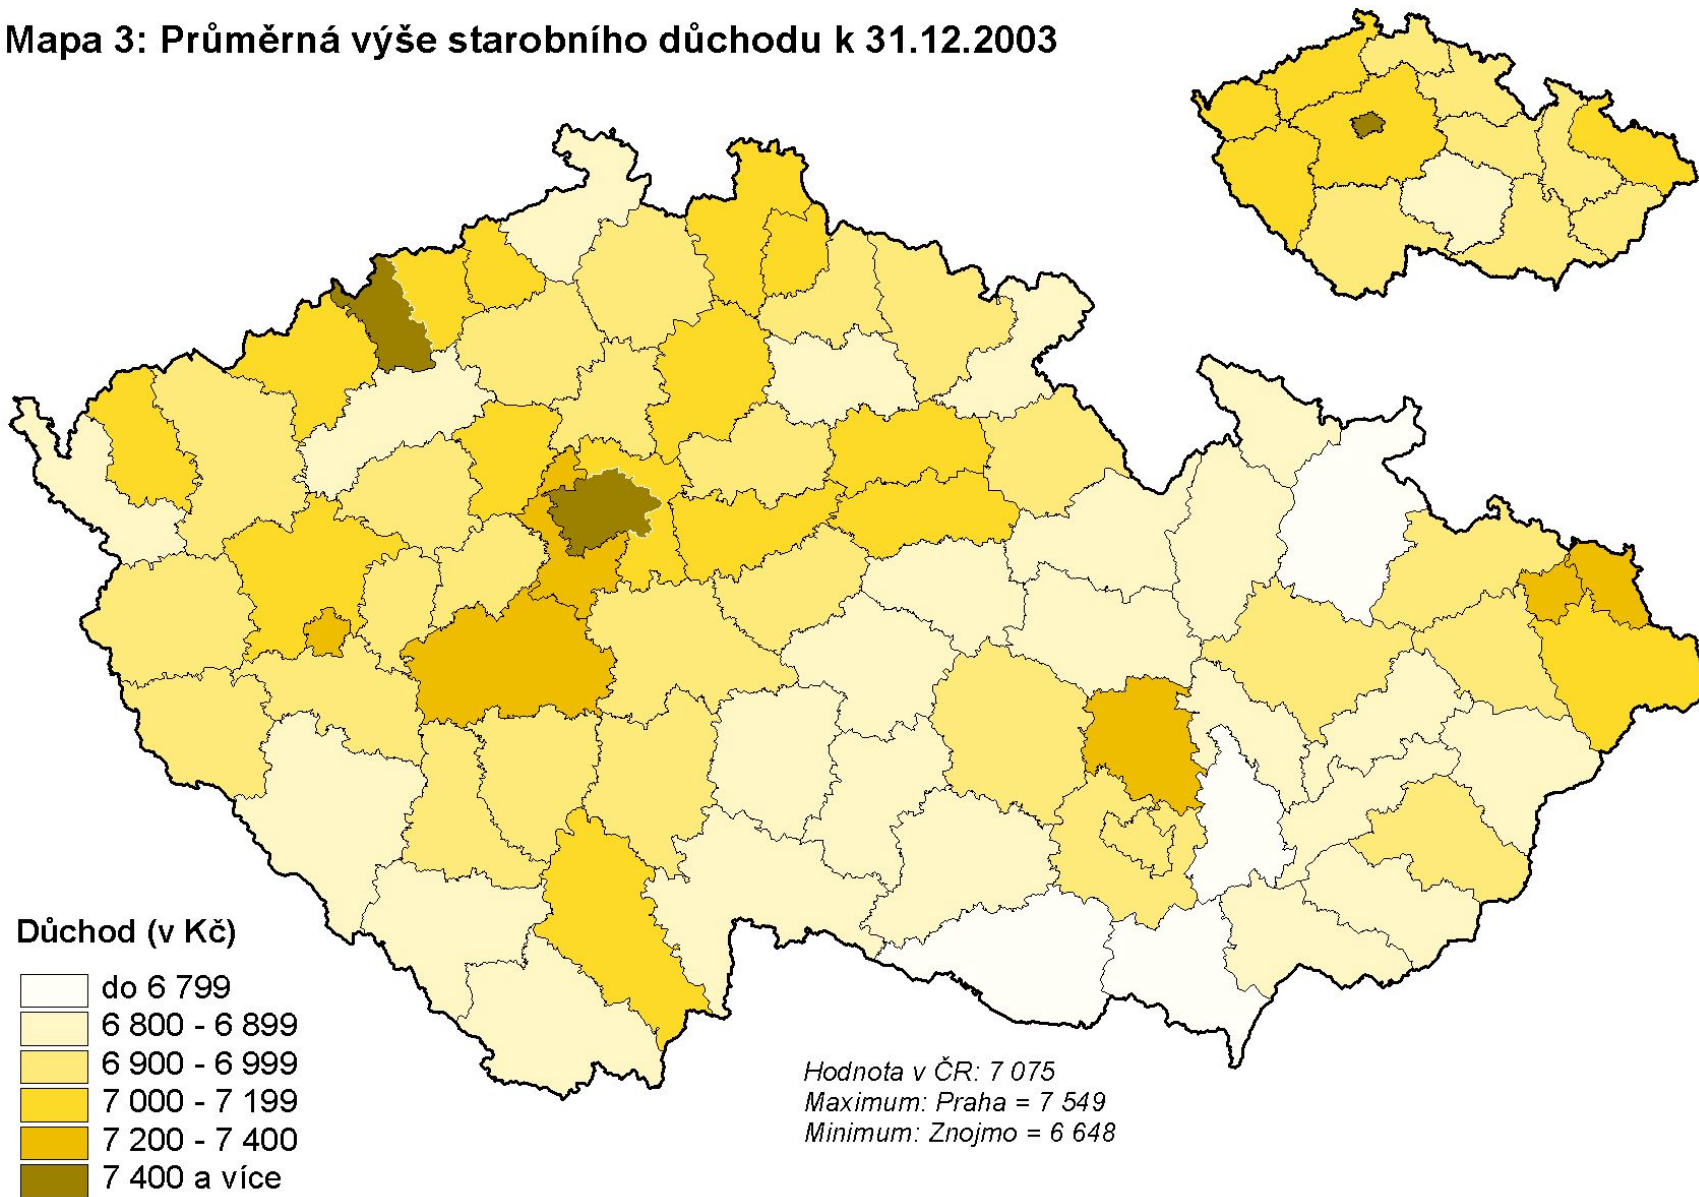 Mapa 3: Průměrná výše starobního důchodu k 31.12.2003
Důchod (v Kč)
do 6 799
6 800 - 6 899
6 900 - 6 999
7 000 - 7 199
7 200 - 7 400
7 400 a více
Hodnota v ČR: 7 075
Maximum: Praha = 7 549
Minimum: Znojmo = 6 648